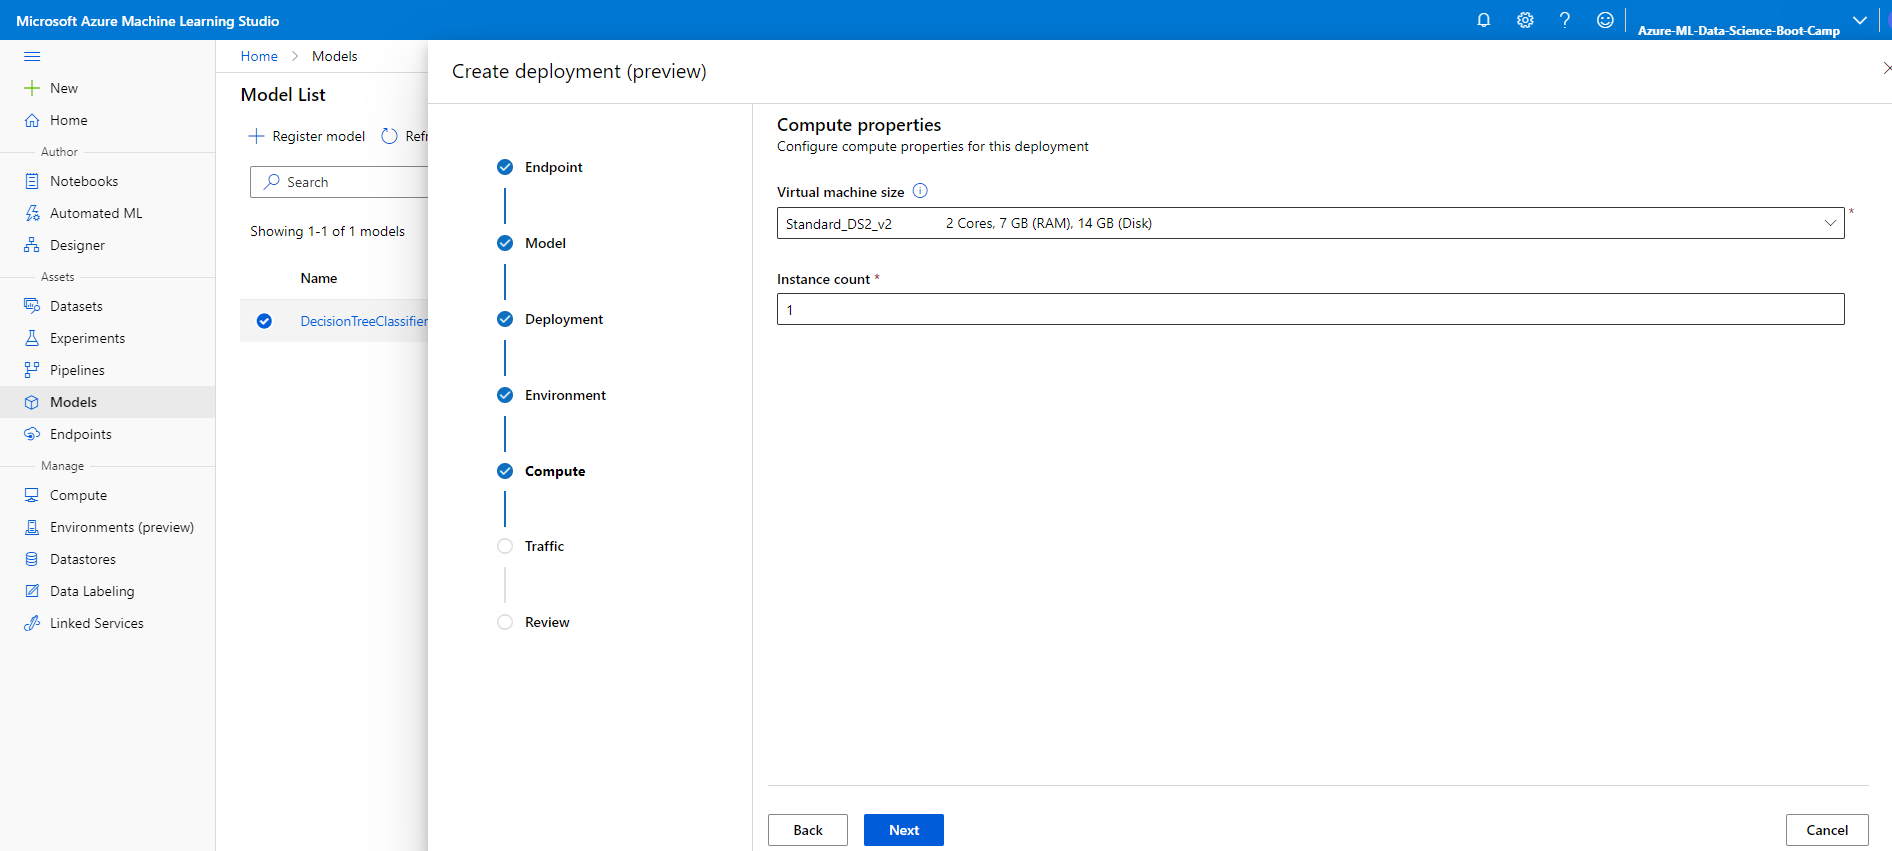 Microsoft Azure Machine Learning Studio
Azure-ML-Data-Science-Boot-Camp
New
Home
Author
Notebooks
Automated ML
Designer
Assets
Datasets
Experiments
Pipelines
Models
Endpoints
Manage
Compute
Environments (preview)
Datastores
Data Labeling
Linked Services
Home > Models
Model List
Register model
Refr
Search
Showing 1-1 of 1 models
Name
DecisionTreeClassifier
Create deployment (preview)
Endpoint
Model
Deployment
Environment
Compute
Traffic
Review
Compute properties
Configure compute properties for this deployment
Virtual machine size
Standard_DS2_v2 2 Cores, 7 GB (RAM), 14 GB (Disk) *
Instance count *
1
Back
Next
Cancel